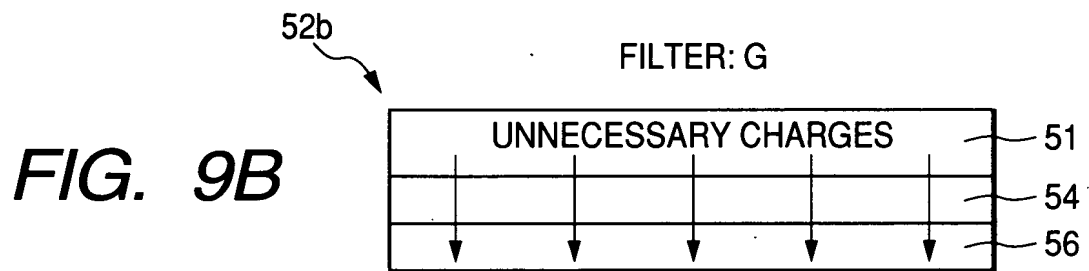 52b
FILTER: G
UNNECESSARY CHARGES
51
FIG. 9B
54
56